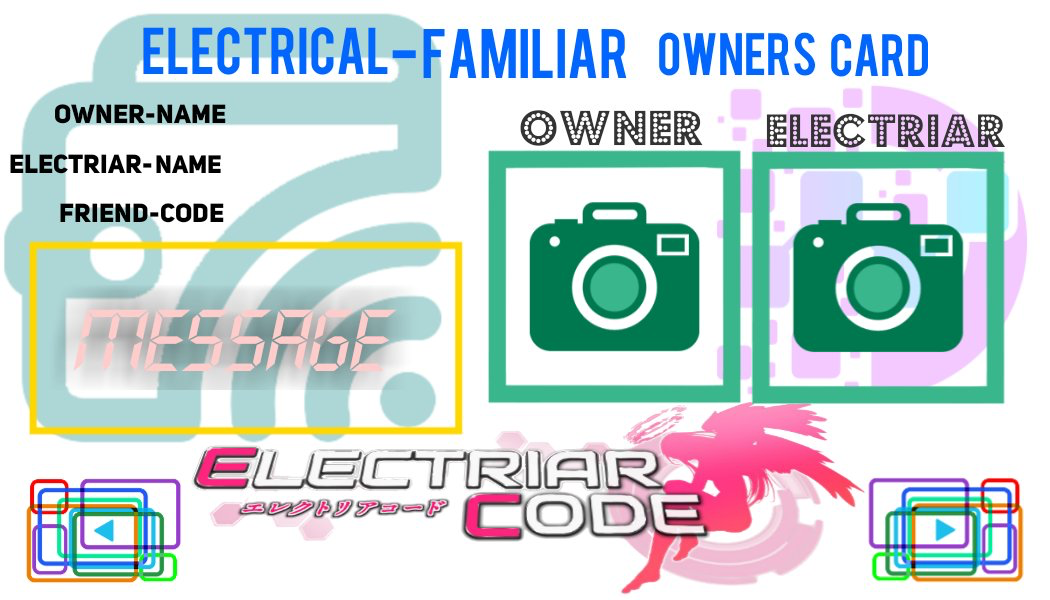 ELECTRICAL-FAMILIAR OWNERS CARD
OWNER-NAME
ELECTRIAR-NAME
FRIEND-CODE
OWNER
ELECTRIAR
MESSAGE
ELECTRIAR
エレクトリアコード
CODE